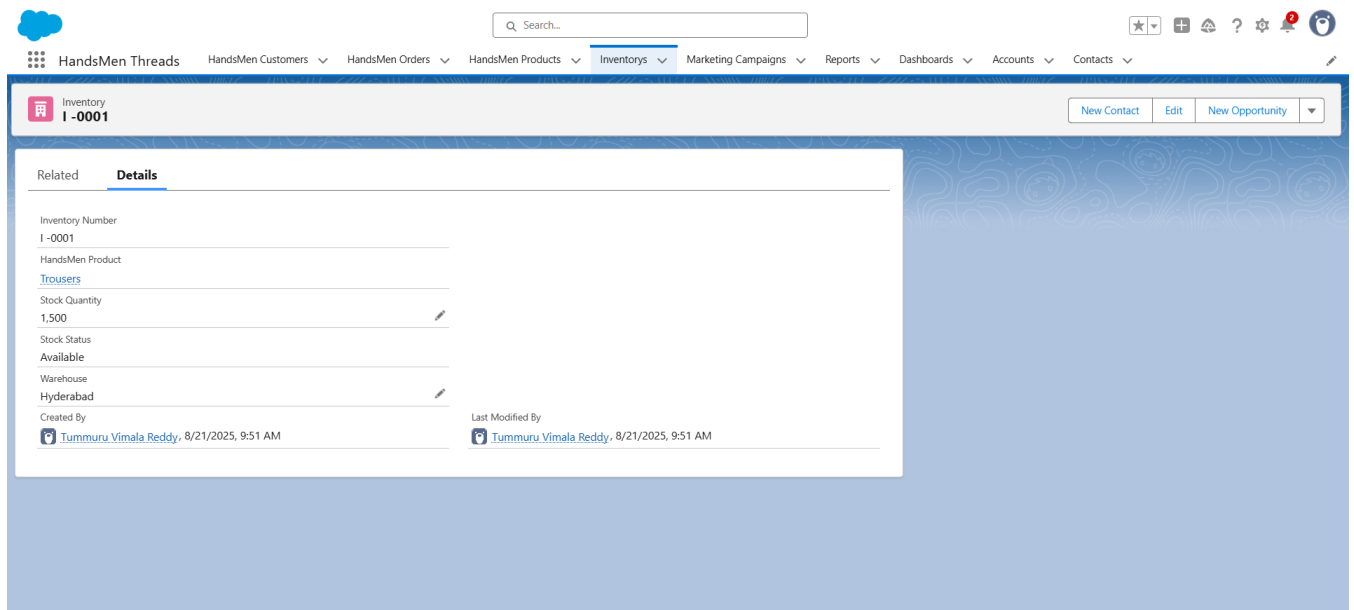 Search...
2
HandsMen Threads HandsMen Customers HandsMen Orders HandsMen Products Inventorys Marketing Campaigns Reports Dashboards Accounts Contacts
Inventory
I -0001
New Contact Edit New Opportunity
Related Details
Inventory Number
I -0001
HandsMen Product
Trousers
Stock Quantity
1,500
Stock Status
Available
Warehouse
Hyderabad
Created By Last Modified By
Tummuru Vimala Reddy, 8/21/2025, 9:51 AM Tummuru Vimala Reddy, 8/21/2025, 9:51 AM